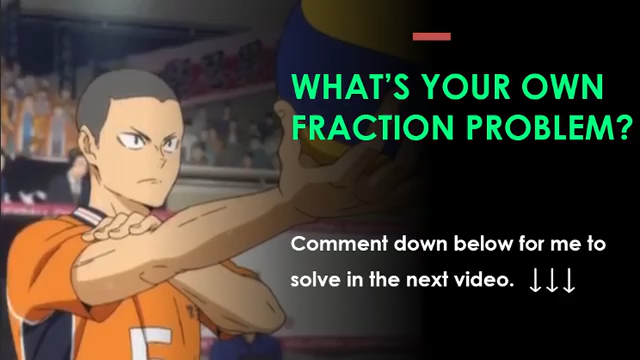 WHAT’S YOUR OWN
FRACTION PROBLEM?
Comment down below for me to
solve in the next video. ↓↓↓